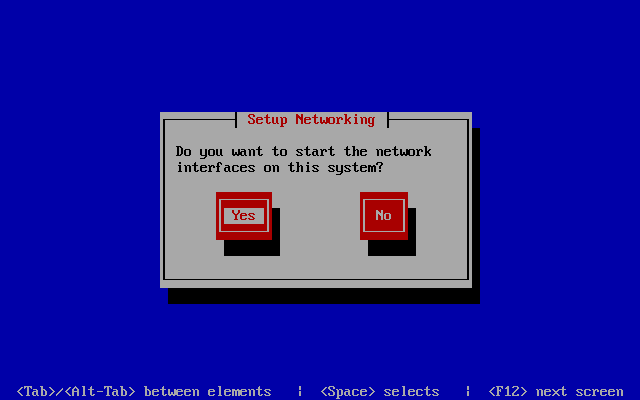 Setup Networking
Do you want to start the network
interfaces on this system?
Yes No
<Tab>/<Alt-Tab> between elements | <Space> selects | <F12> next screen